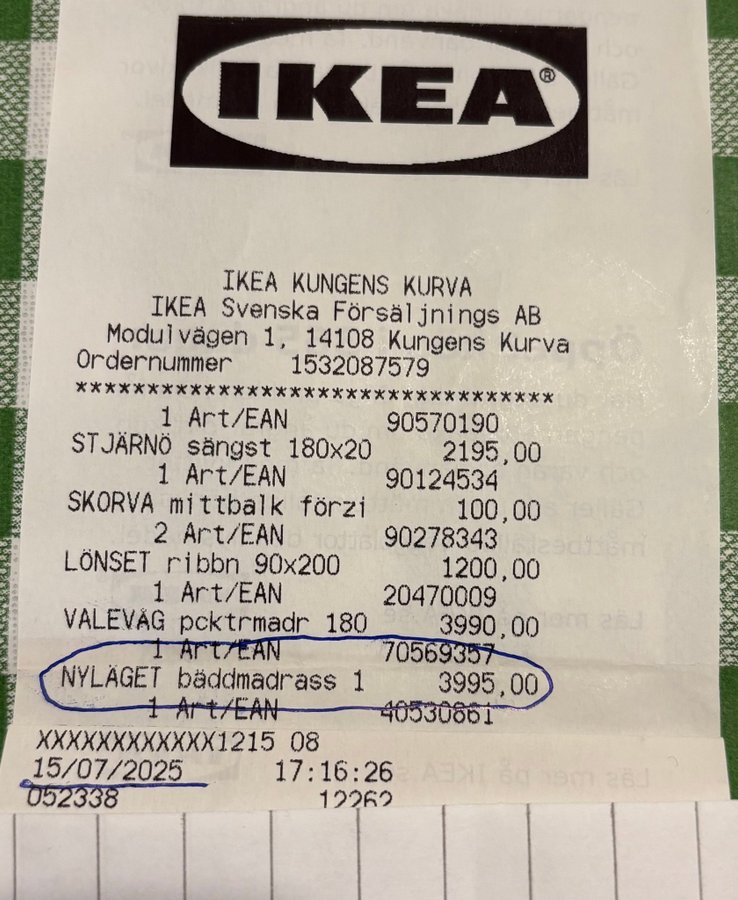 IKEA®
IKEA KUNGENS KURVA
IKEA Svenska Försäljnings AB
Modulvägen 1, 14108 Kungens Kurva
Ordernummer 1532087579
*********************************
1 Art/EAN 90570190
STJÄRNÖ sängst 180x20 2195,00
1 Art/EAN 90124534
SKORVA mittbalk förzi 100,00
2 Art/EAN 90278343
LÖNSET ribbn 90x200 1200,00
1 Art/EAN 20470009
VALEVÅG pcktrmadr 180 3990,00
1 Art/EAN 70569357
NYLÄGET bäddmadrass 1 3995,00
1 Art/EAN 40530861
XXXXXXXXXXXX1215 08
15/07/2025 17:16:26
052338 12262